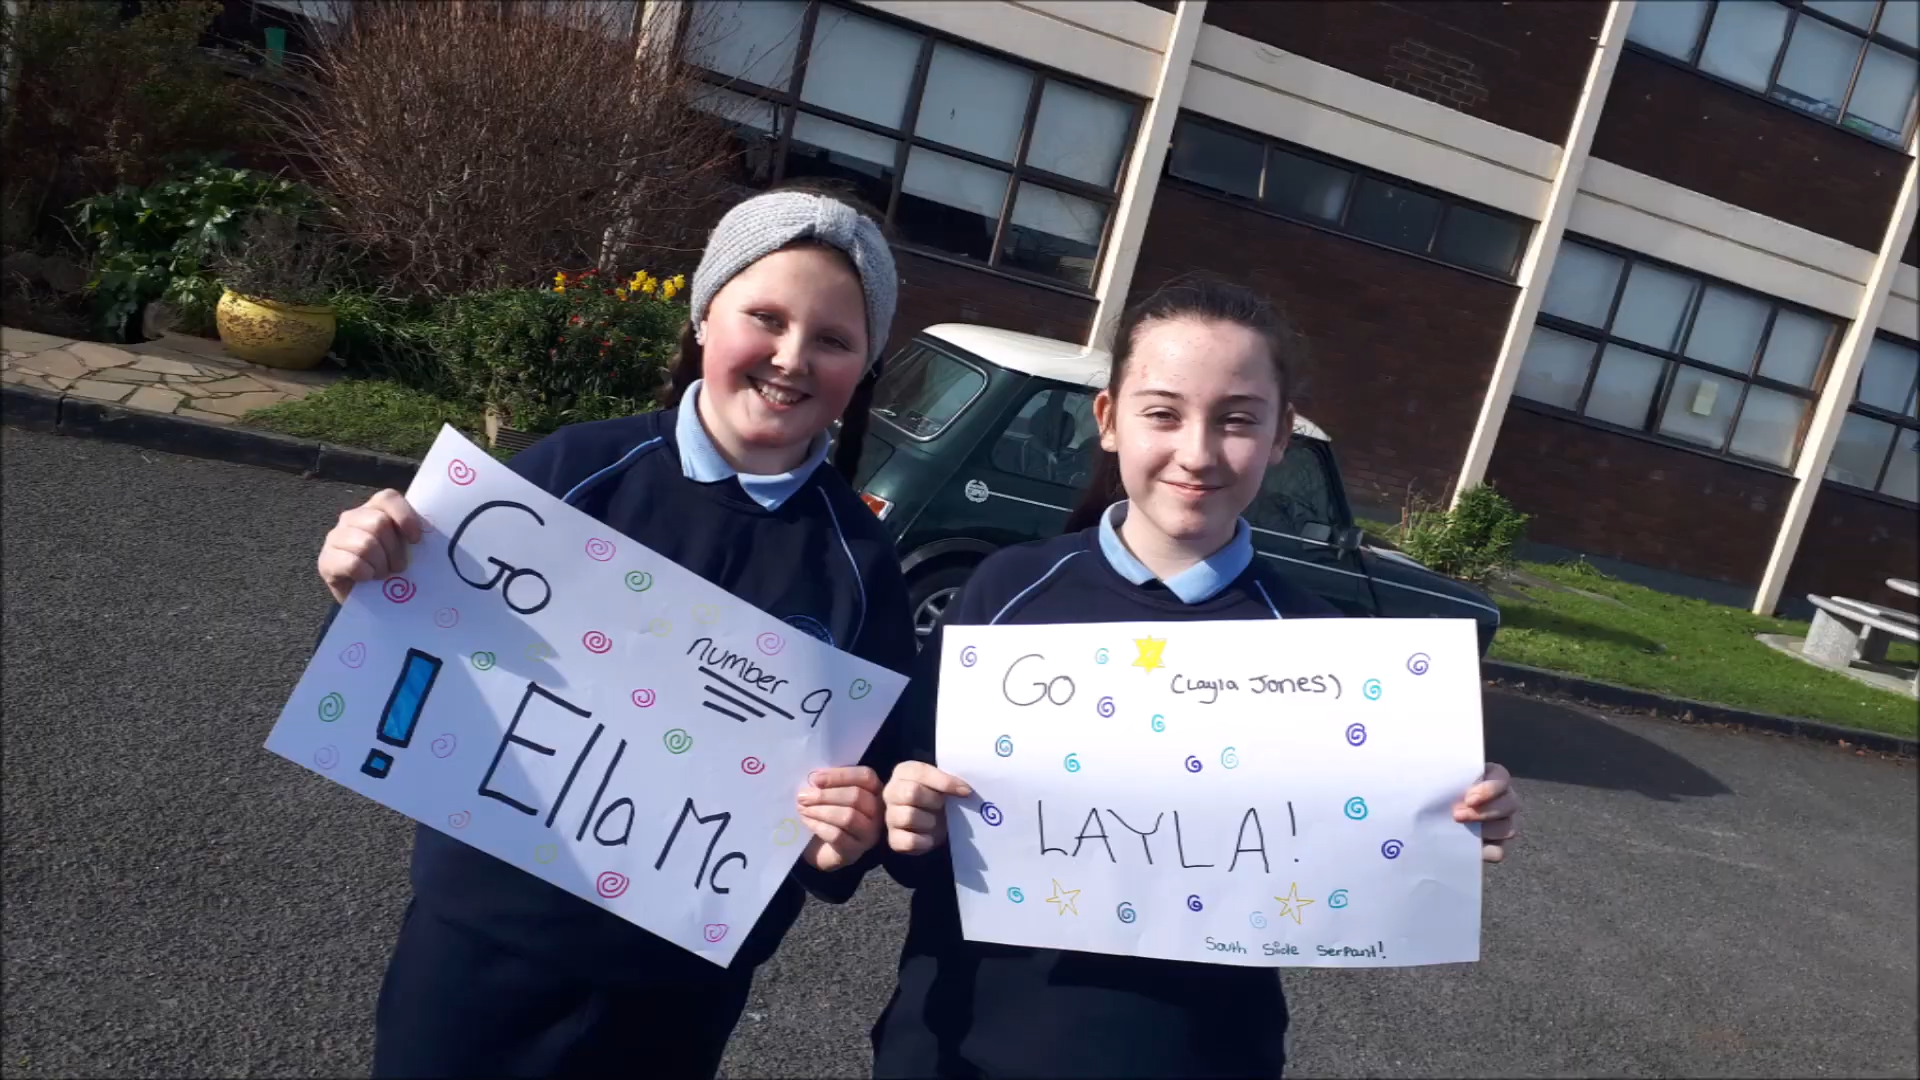 Go
number 9
! Ella Mc
Go (Layla Jones)
LAYLA!
South Side Serpant!